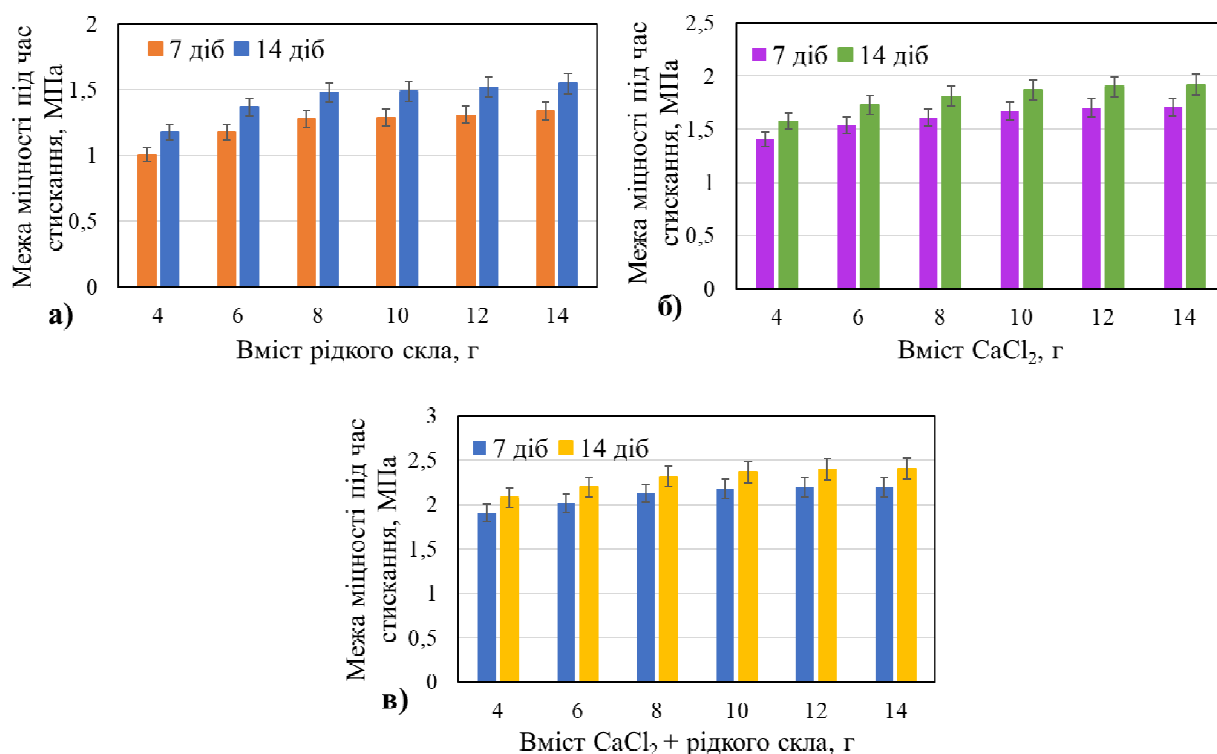 Межа міцності під час
стискання, МПа
2
1,5
1
0,5
0
7 діб
14 діб
4 6 8 10 12 14
Вміст рідкого скла, г
а)
Межа міцності під час
стискання, МПа
2,5
2
1,5
1
0,5
0
7 діб
14 діб
4 6 8 10 12 14
Вміст CaCl₂, г
б)
Межа міцності під час
стискання, МПа
3
2,5
2
1,5
1
0,5
0
7 діб
14 діб
4 6 8 10 12 14
Вміст CaCl₂ + рідкого скла, г
в)